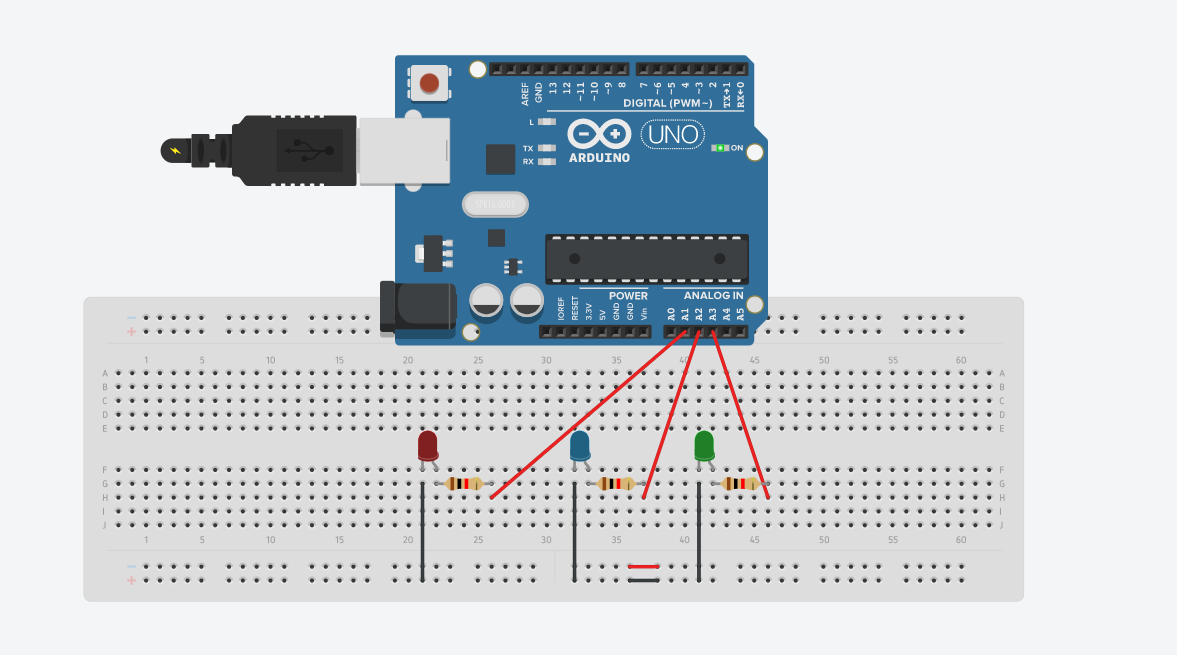 AREF
GND
13
12
~11
~10
~9
8
7
~6
~5
4
~3
2
TX→1
RX←0
DIGITAL (PWM~)
L
TX
RX
ARDUINO
UNO
ON
POWER
ANALOG IN
IOREF
RESET
3.3V
5V
GND
GND
Vin
A0
A1
A2
A3
A4
A5
− −
+ +
1 5 10 15 20 25 30 35 40 45 50 55 60
A A
B B
C C
D D
E E
F F
G G
H H
I I
J J
1 5 10 15 20 25 30 35 40 45 50 55 60
−
+